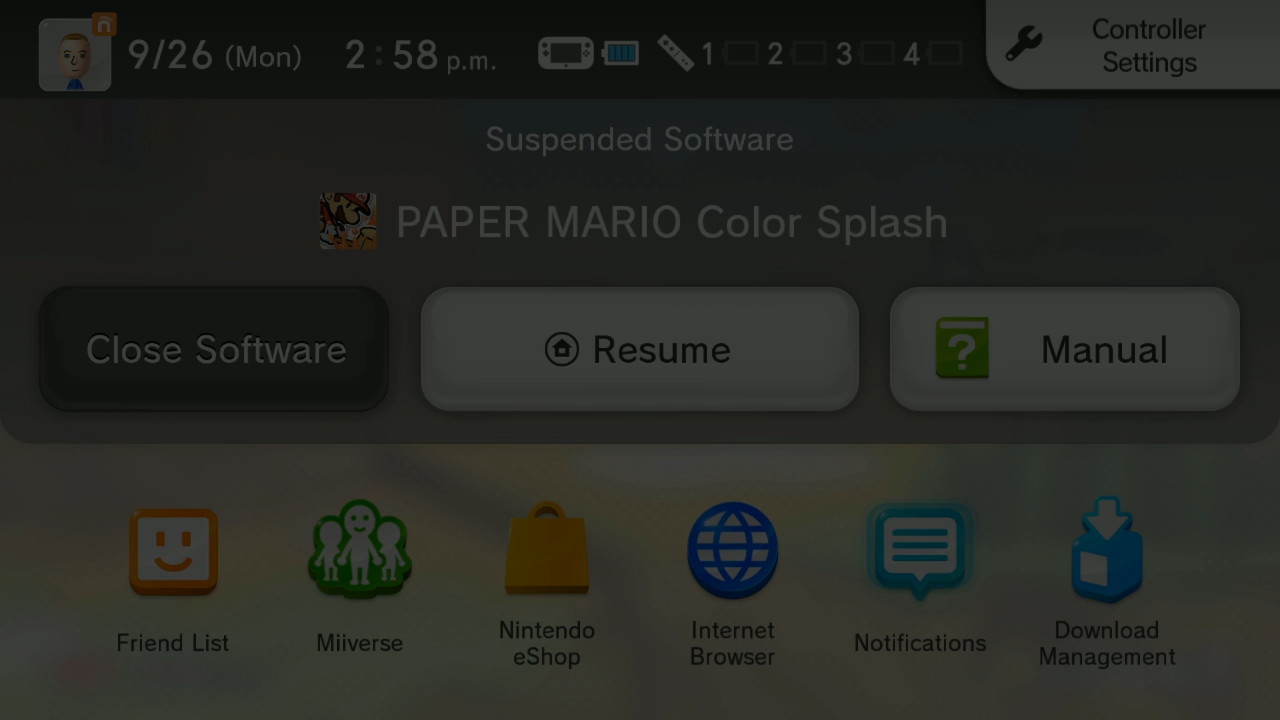 9/26 (Mon) 2:58 p.m. 1 2 3 4
Controller
Settings
Suspended Software
PAPER MARIO Color Splash
Close Software
Resume
? Manual
Friend List
Miiverse
Nintendo
eShop
Internet
Browser
Notifications
Download
Management